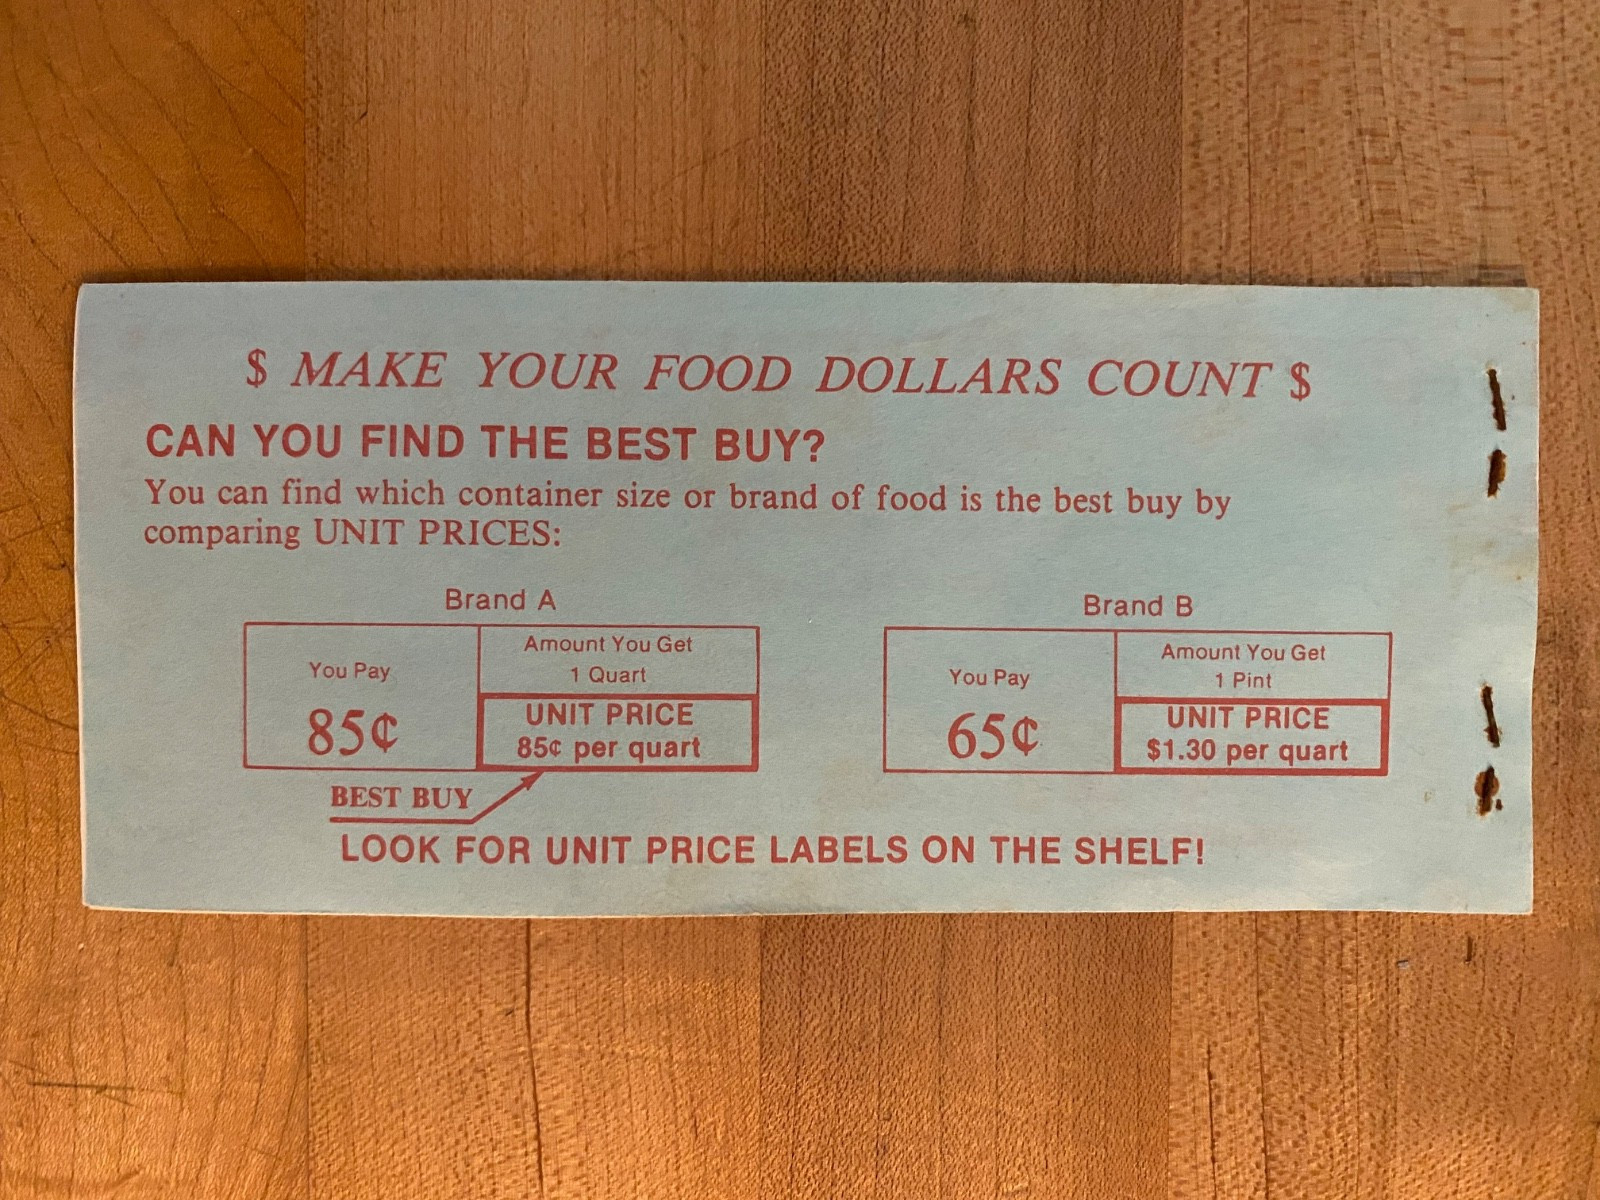 $ MAKE YOUR FOOD DOLLARS COUNT $
CAN YOU FIND THE BEST BUY?
You can find which container size or brand of food is the best buy by
comparing UNIT PRICES:
Brand A
You Pay
85¢
Amount You Get
1 Quart
UNIT PRICE
85¢ per quart
BEST BUY
Brand B
You Pay
65¢
Amount You Get
1 Pint
UNIT PRICE
$1.30 per quart
LOOK FOR UNIT PRICE LABELS ON THE SHELF!